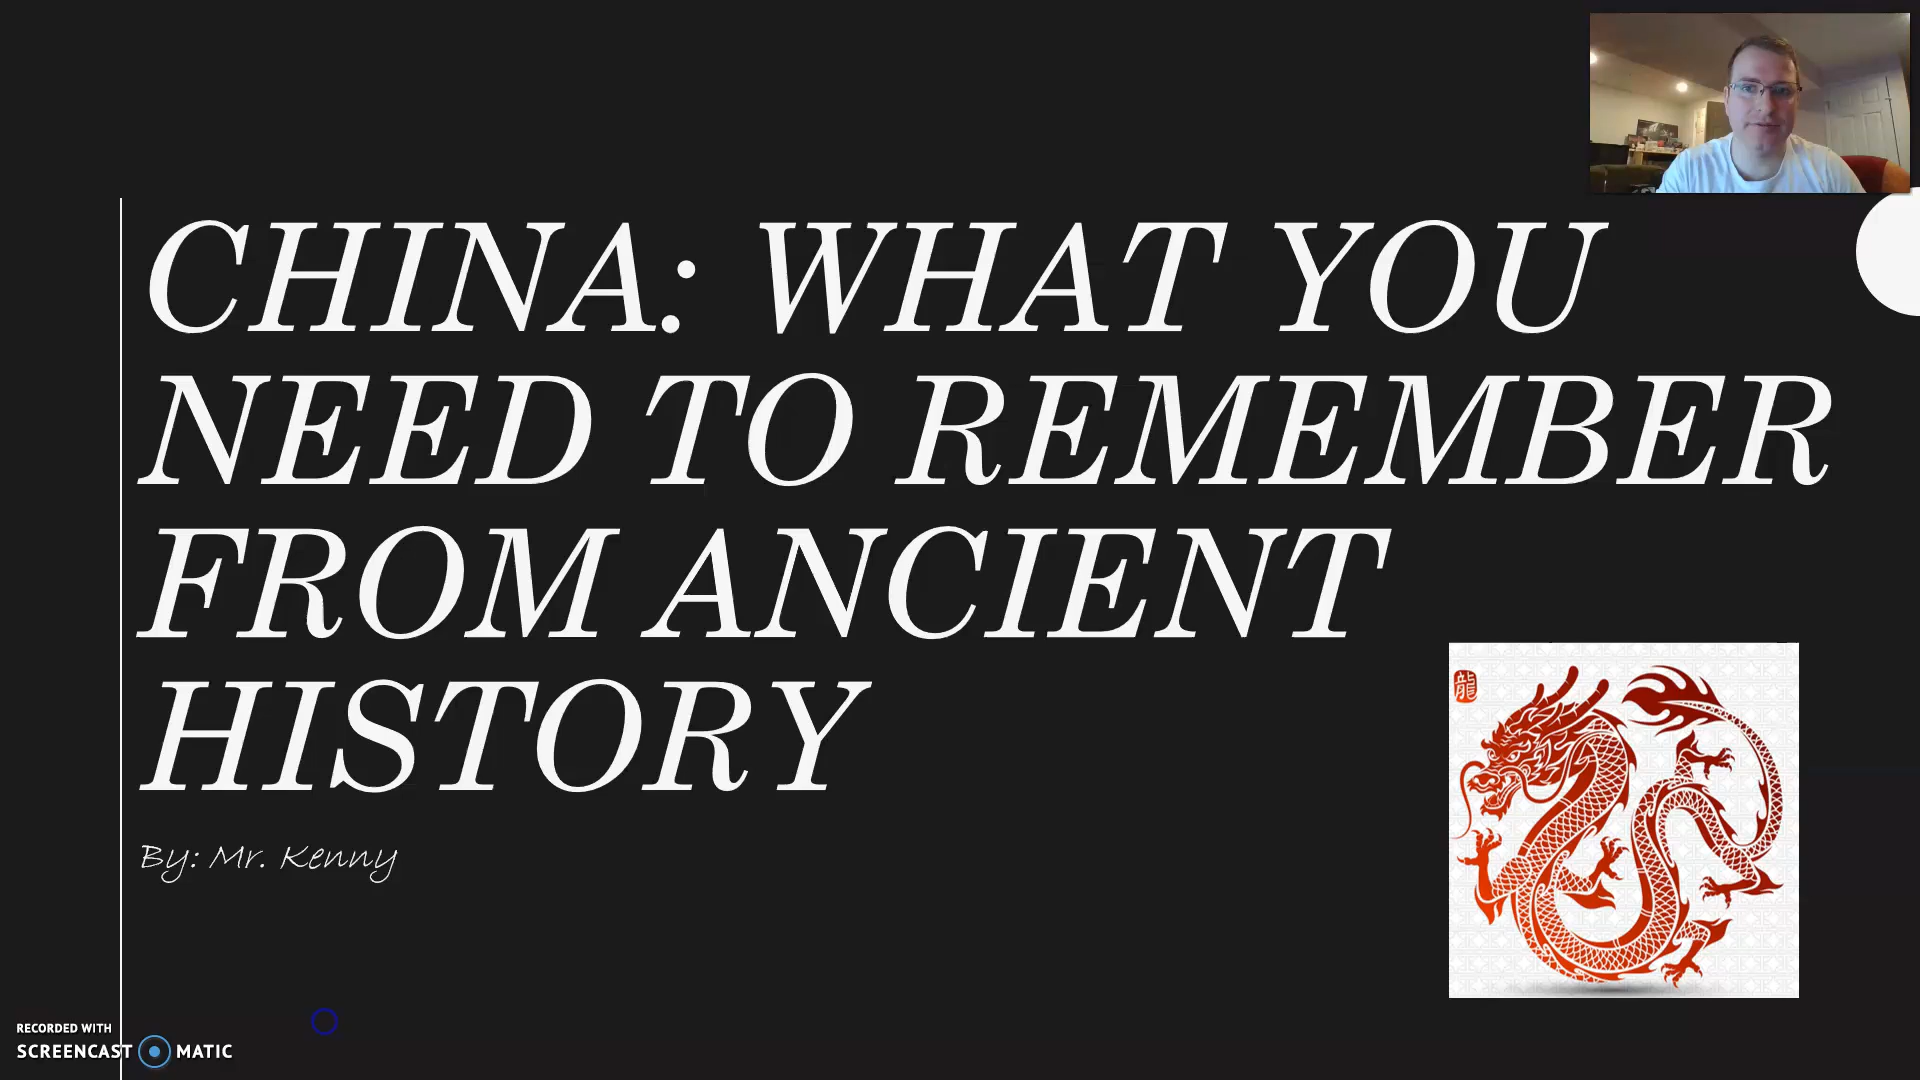 CHINA: WHAT YOU
NEED TO REMEMBER
FROM ANCIENT
HISTORY
龍
By: Mr. Kenny
RECORDED WITH
SCREENCAST MATIC